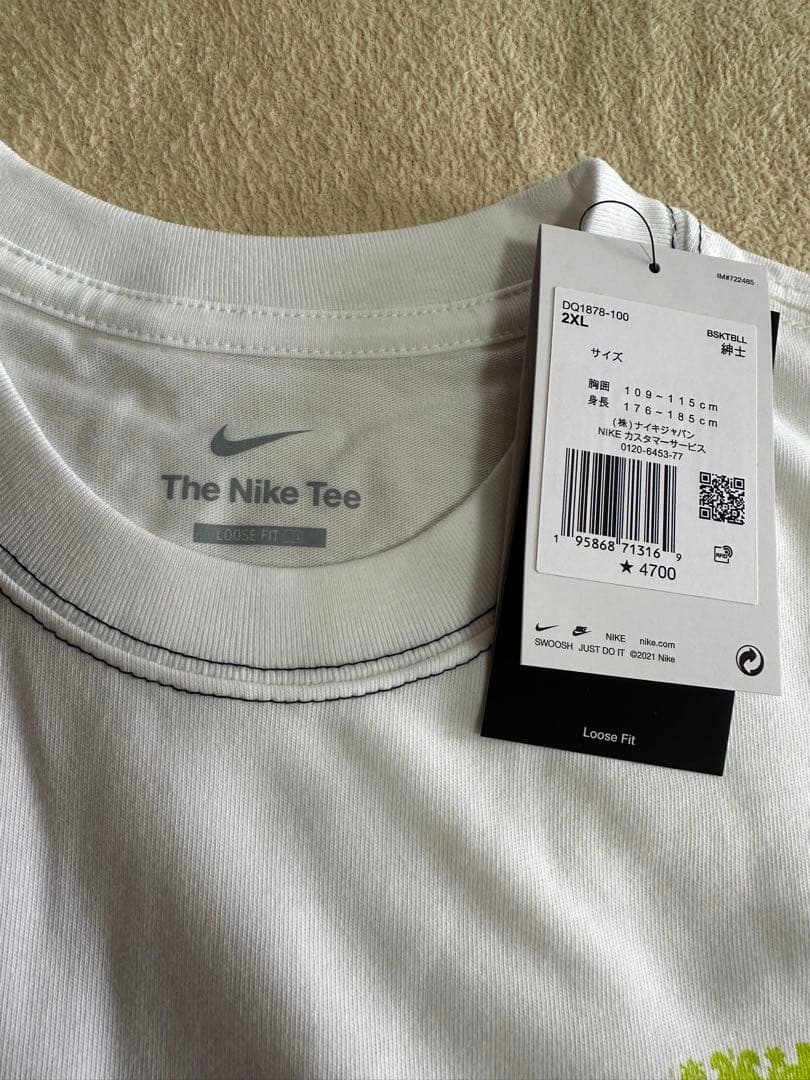 The Nike Tee
LOOSE FIT
IM#722485
DQ1878-100
2XL
BSKTBLL
紳士
サイズ
胸囲 109~115cm
身長 176~185cm
(株)ナイキジャパン
NIKE カスタマーサービス
0120-6453-77
1 95868 71316 9
RFID
★ 4700
NIKE nike.com
SWOOSH JUST DO IT ©2021 Nike
Loose Fit